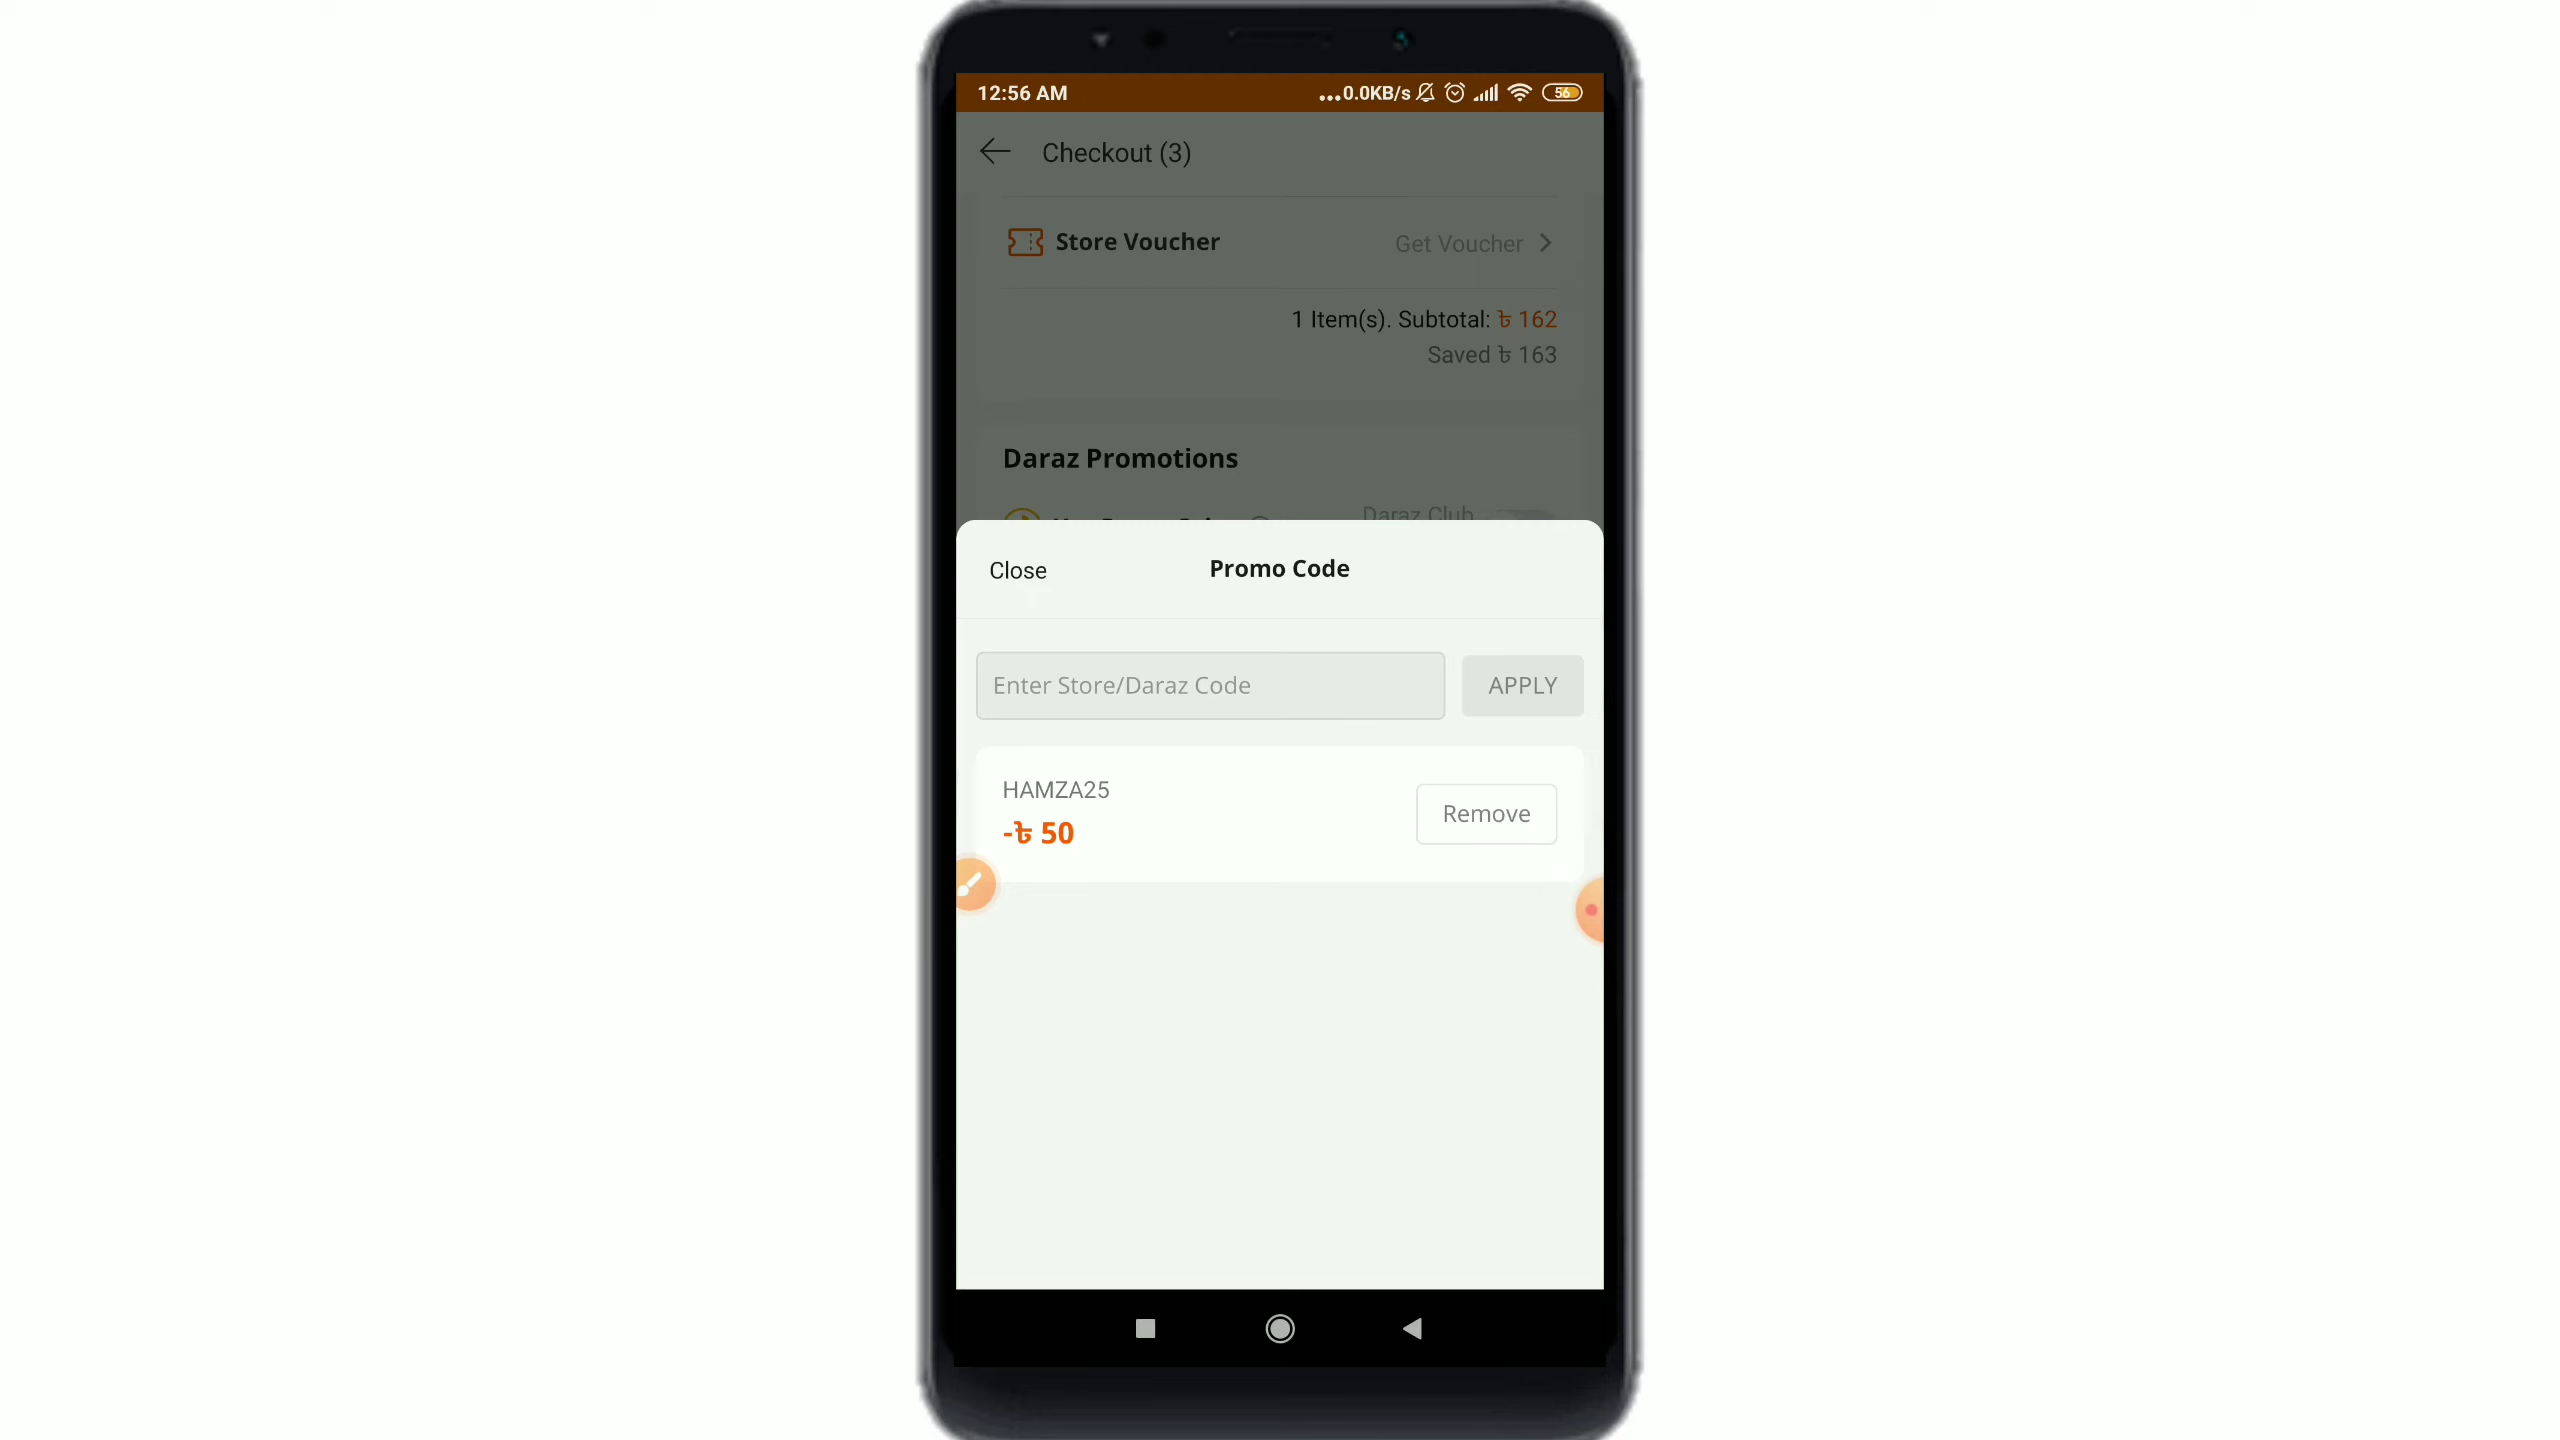 12:56 AM ...0.0KB/s 56
Checkout (3)
Store Voucher Get Voucher
1 Item(s). Subtotal: ৳ 162
Saved ৳ 163
Daraz Promotions
Daraz Club
Close Promo Code
Enter Store/Daraz Code APPLY
HAMZA25
-৳ 50
Remove